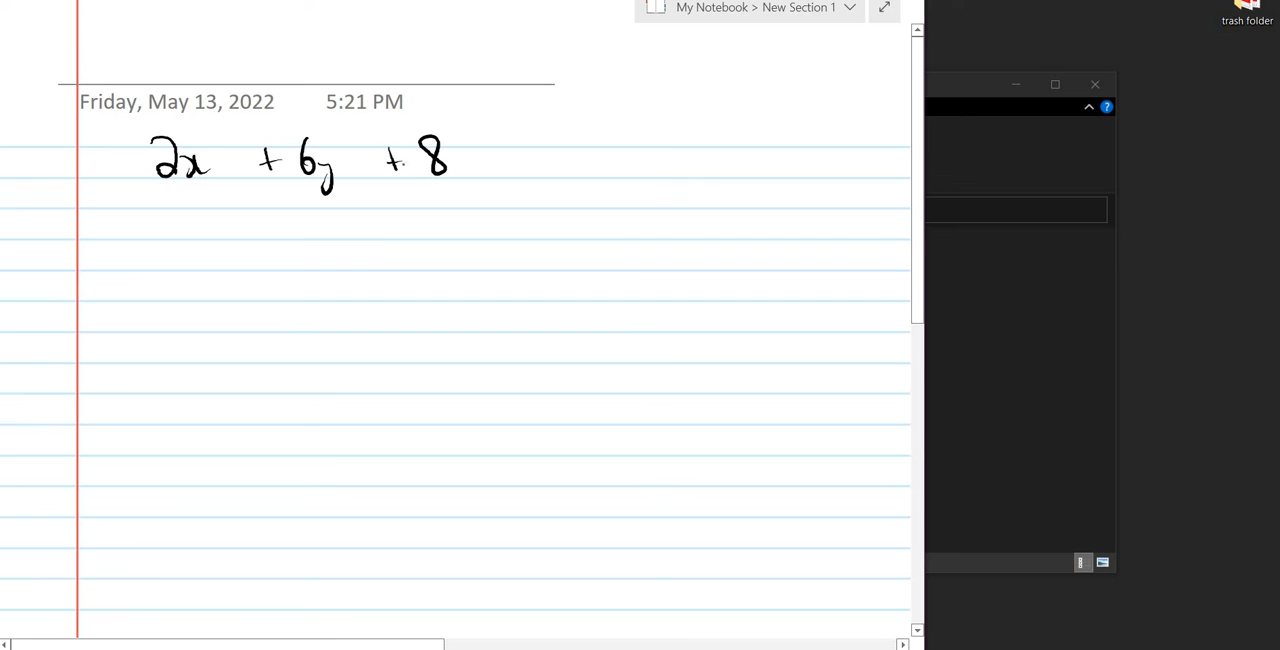 My Notebook > New Section 1
trash folder
Friday, May 13, 2022 5:21 PM
2x + 6y + 8